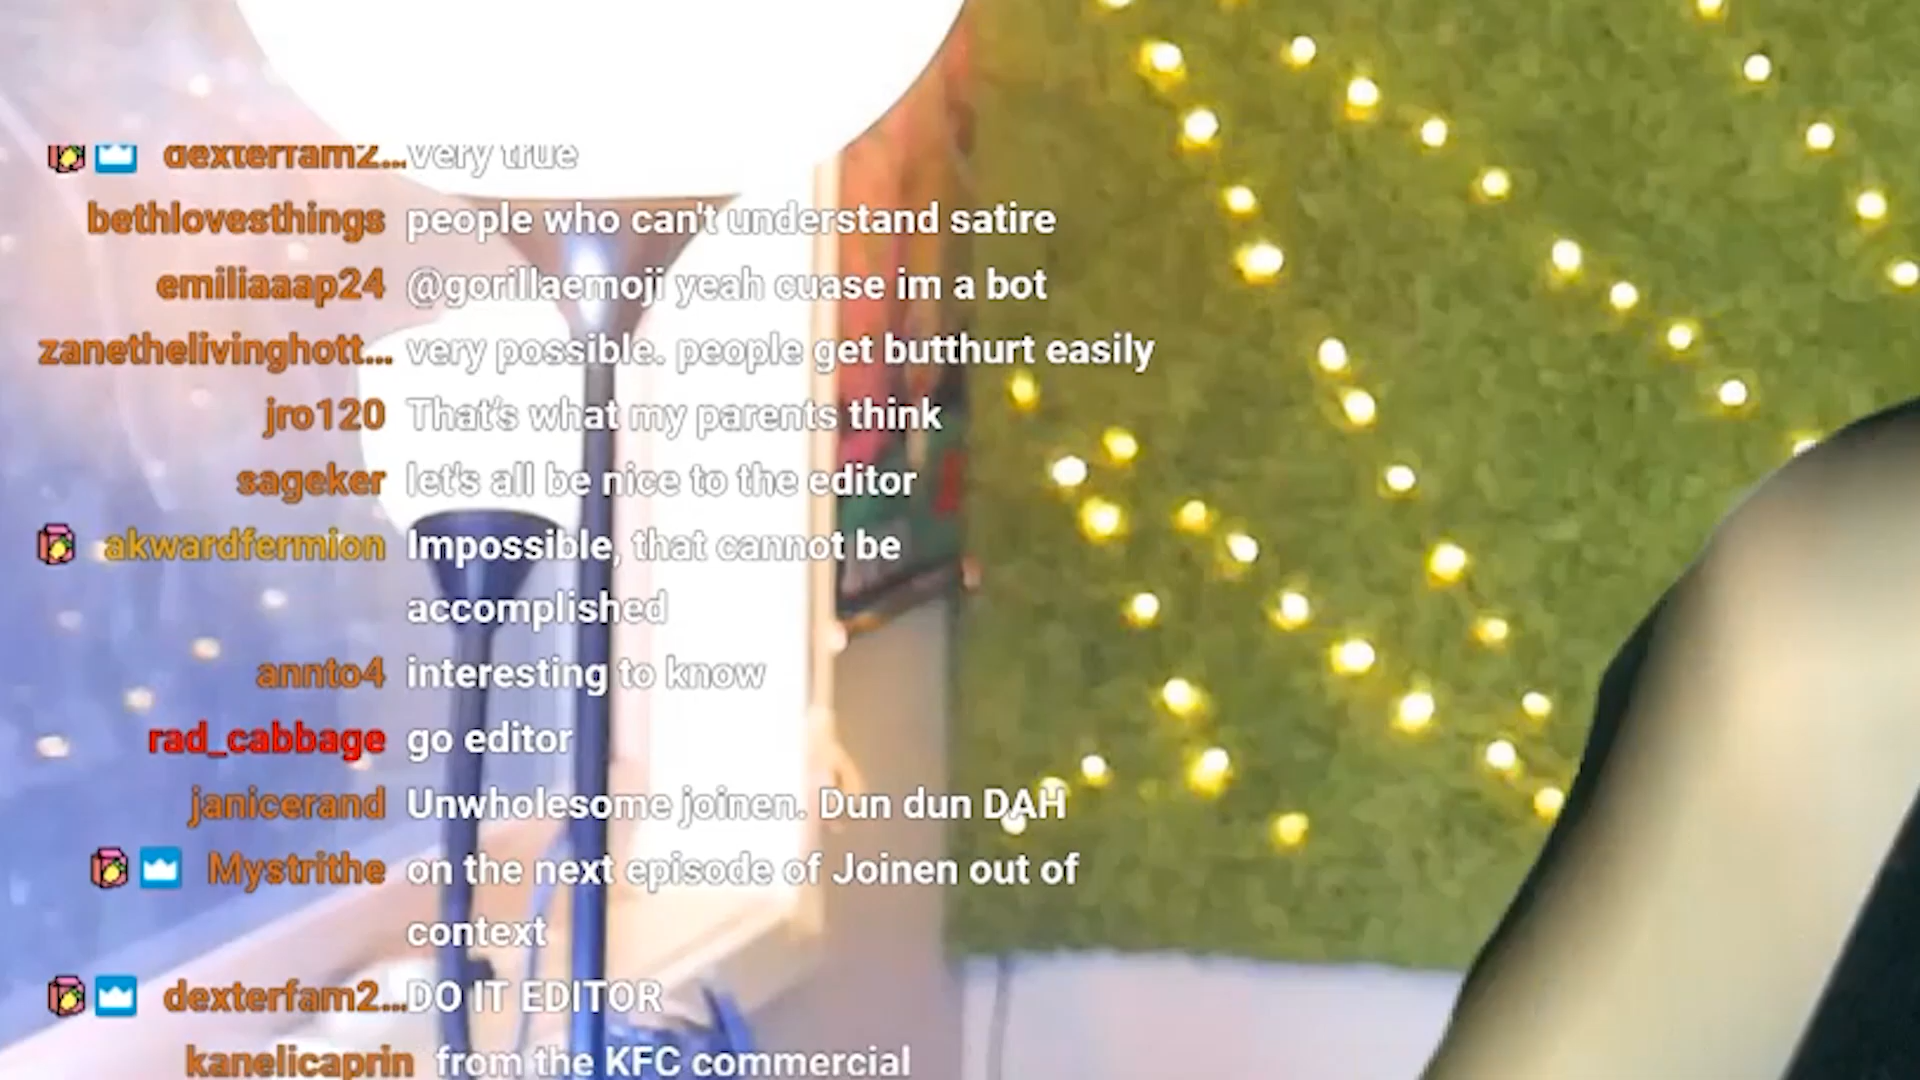 dexterfam2... very true
bethlovesthings people who can't understand satire
emiliaaap24 @gorillaemoji yeah cuase im a bot
zanethelivinghott... very possible. people get butthurt easily
jro120 That's what my parents think
sageker let's all be nice to the editor
akwardfermion Impossible, that cannot be
accomplished
annto4 interesting to know
rad_cabbage go editor
janicerand Unwholesome joinen. Dun dun DAH
Mystrithe on the next episode of Joinen out of
context
dexterfam2... DO IT EDITOR
kanelicaprin from the KFC commercial